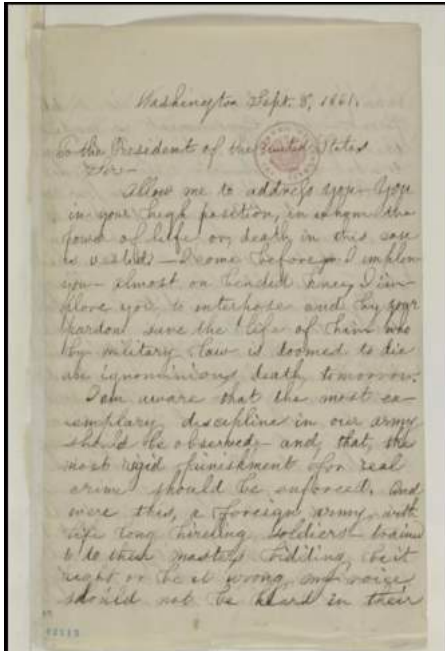 Washington Sept. 8, 1861.
To the President of the United States
Sir—
Allow me to address you— You
in your high position, in whom the
power of life or death in this case
is vested— I come before— I implore
you— almost on bended knee, I im-
plore you, to interpose and by your
pardon save the life of him who
by military law is doomed to die
an ignominious death tomorrow.
I am aware that the most ex-
emplary discipline in our army
should be observed— and, that, the
most rigid punishment for real
crime should be enforced. And
were this, a foreign army, with
life long hireling soldiers trained
to do their masters bidding, be it
right or be it wrong, my voice
should not be heard in their